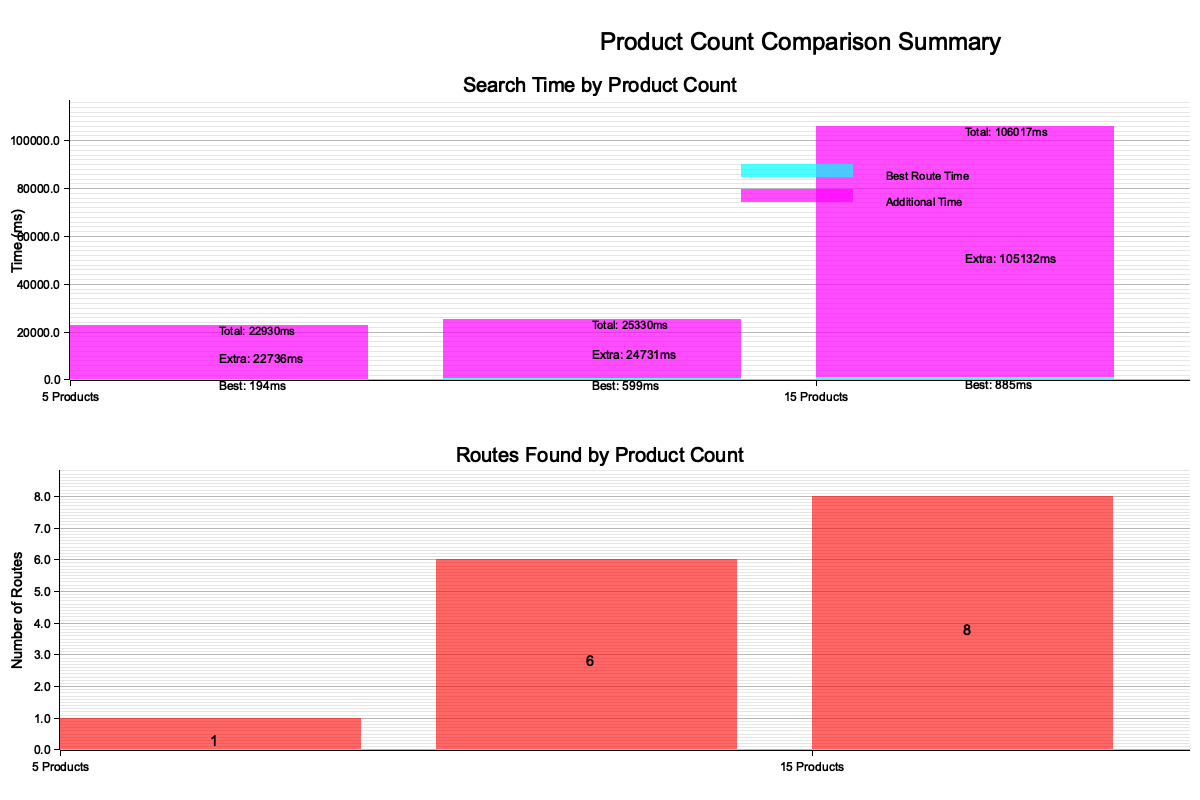 Product Count Comparison Summary
Search Time by Product Count
Time (ms)
100000.0
80000.0
60000.0
40000.0
20000.0
0.0
Total: 106017ms
Best Route Time
Additional Time
Extra: 105132ms
Total: 22930ms
Extra: 22736ms
Best: 194ms
Total: 25330ms
Extra: 24731ms
Best: 599ms
Best: 885ms
5 Products
15 Products
Routes Found by Product Count
Number of Routes
8.0
7.0
6.0
5.0
4.0
3.0
2.0
1.0
0.0
1
6
8
5 Products
15 Products